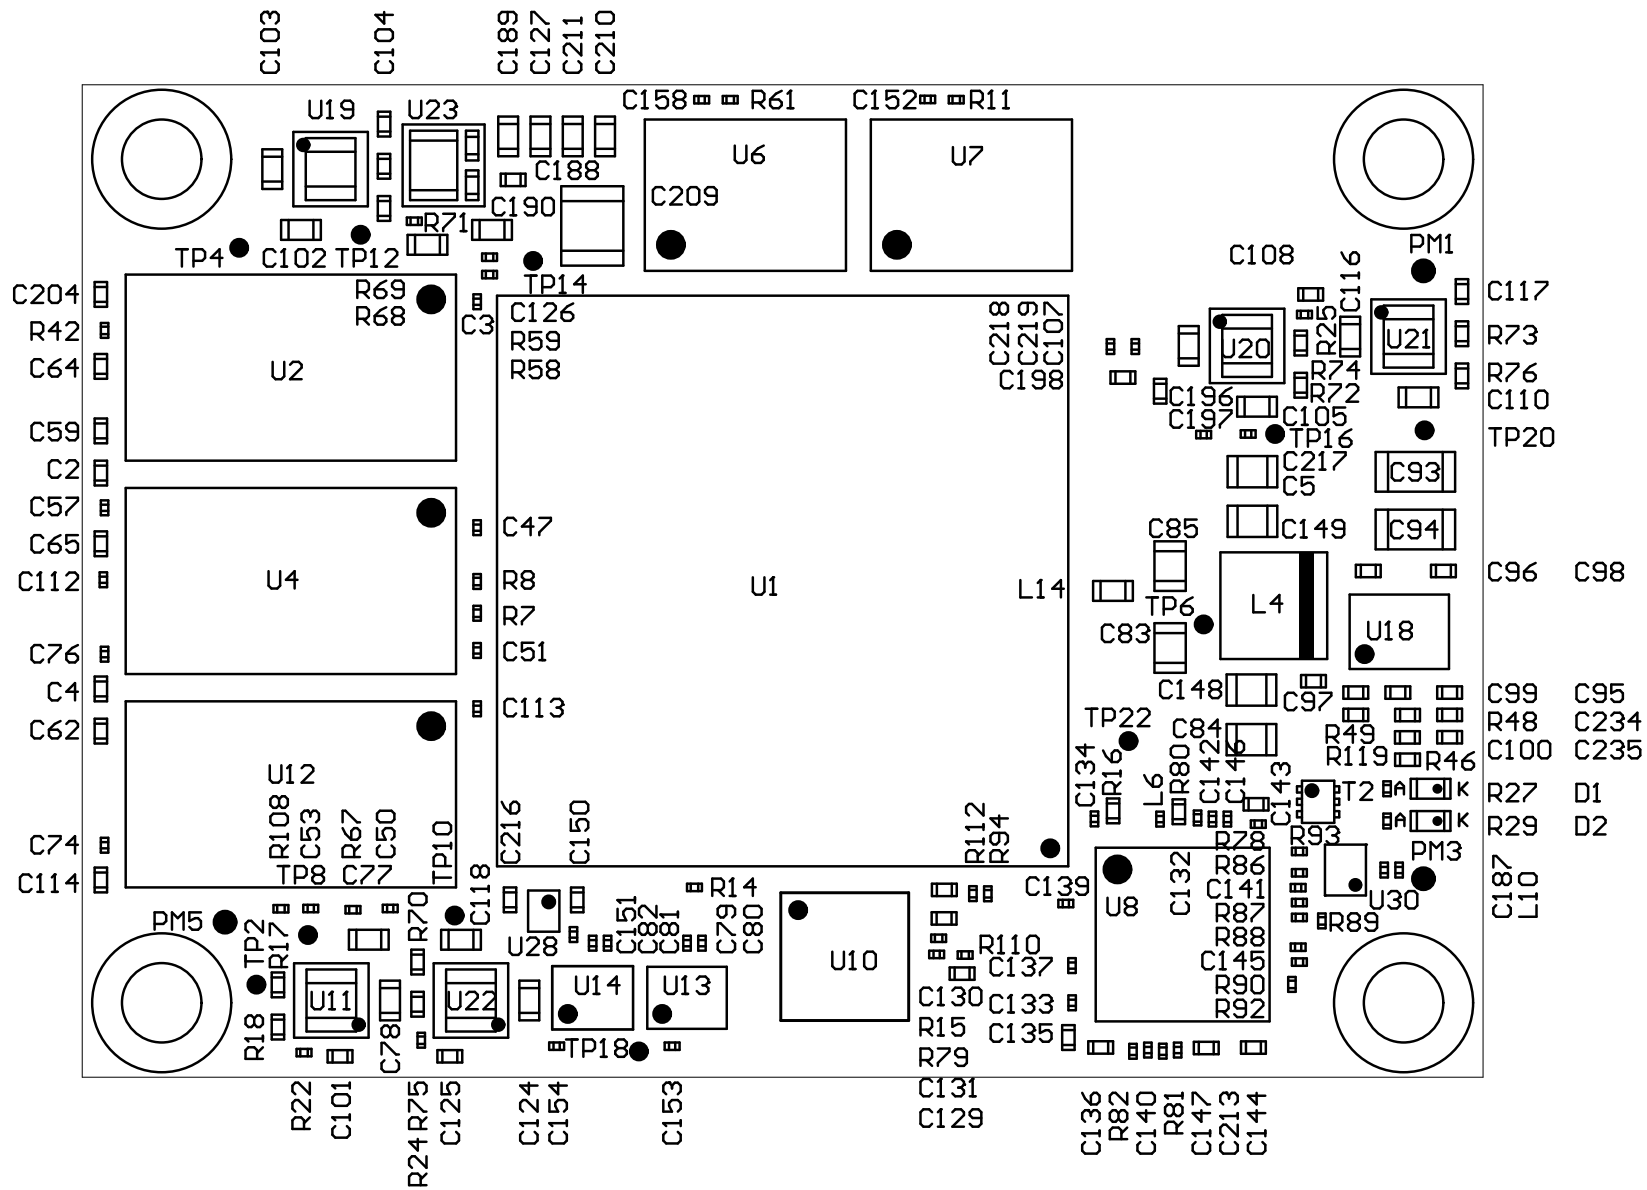 C103
C104
C189
C127
C211
C210
U19
U23
C158
R61
C152
R11
U6
U7
C188
C209
C190
R71
TP4
C102
TP12
TP14
C108
PM1
C116
C204
R69
R68
C3
C126
R59
R58
C218
C219
C107
C198
R25
U20
U21
C117
R42
C64
U2
R73
R74
R72
R76
C196
C197
C105
C110
C59
TP16
TP20
C2
C217
C5
C93
C57
C65
C47
C85
C149
C94
C112
U4
R8
U1
L14
C96
C98
R7
TP6
L4
U18
C83
C76
C51
C4
C148
C97
C99
C95
C62
C113
TP22
C84
R49
R48
C234
R119
C100
C235
R46
U12
C134
R16
L6
R80
C142
C146
C143
T2
A
K
R27
D1
A
K
R29
D2
R108
C53
R67
C50
TP10
C216
C150
R112
R94
R78
R93
C74
C114
TP8
C77
R14
C139
R86
C141
C132
PM3
C187
L10
U8
R87
R88
C145
R90
R92
U30
R89
PM5
TP2
R17
R70
C118
U28
C151
C82
C81
C79
C80
R110
U10
C137
U11
U22
U14
U13
C130
C133
R18
C78
TP18
R15
C135
R79
C131
C129
R22
C101
R24
R75
C125
C124
C154
C153
C136
R82
C140
R81
C147
C213
C144